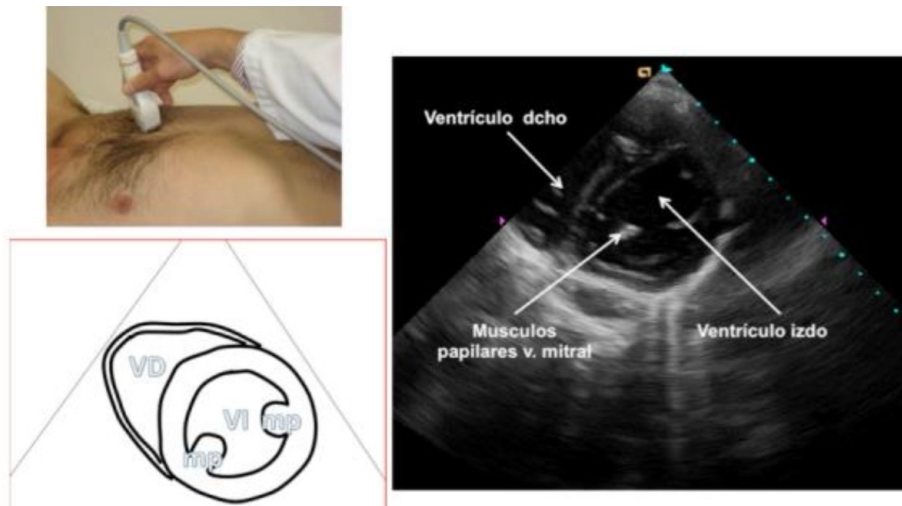 Ventrículo dcho
Musculos
papilares v. mitral
Ventrículo izdo
VD
VI
mp
mp